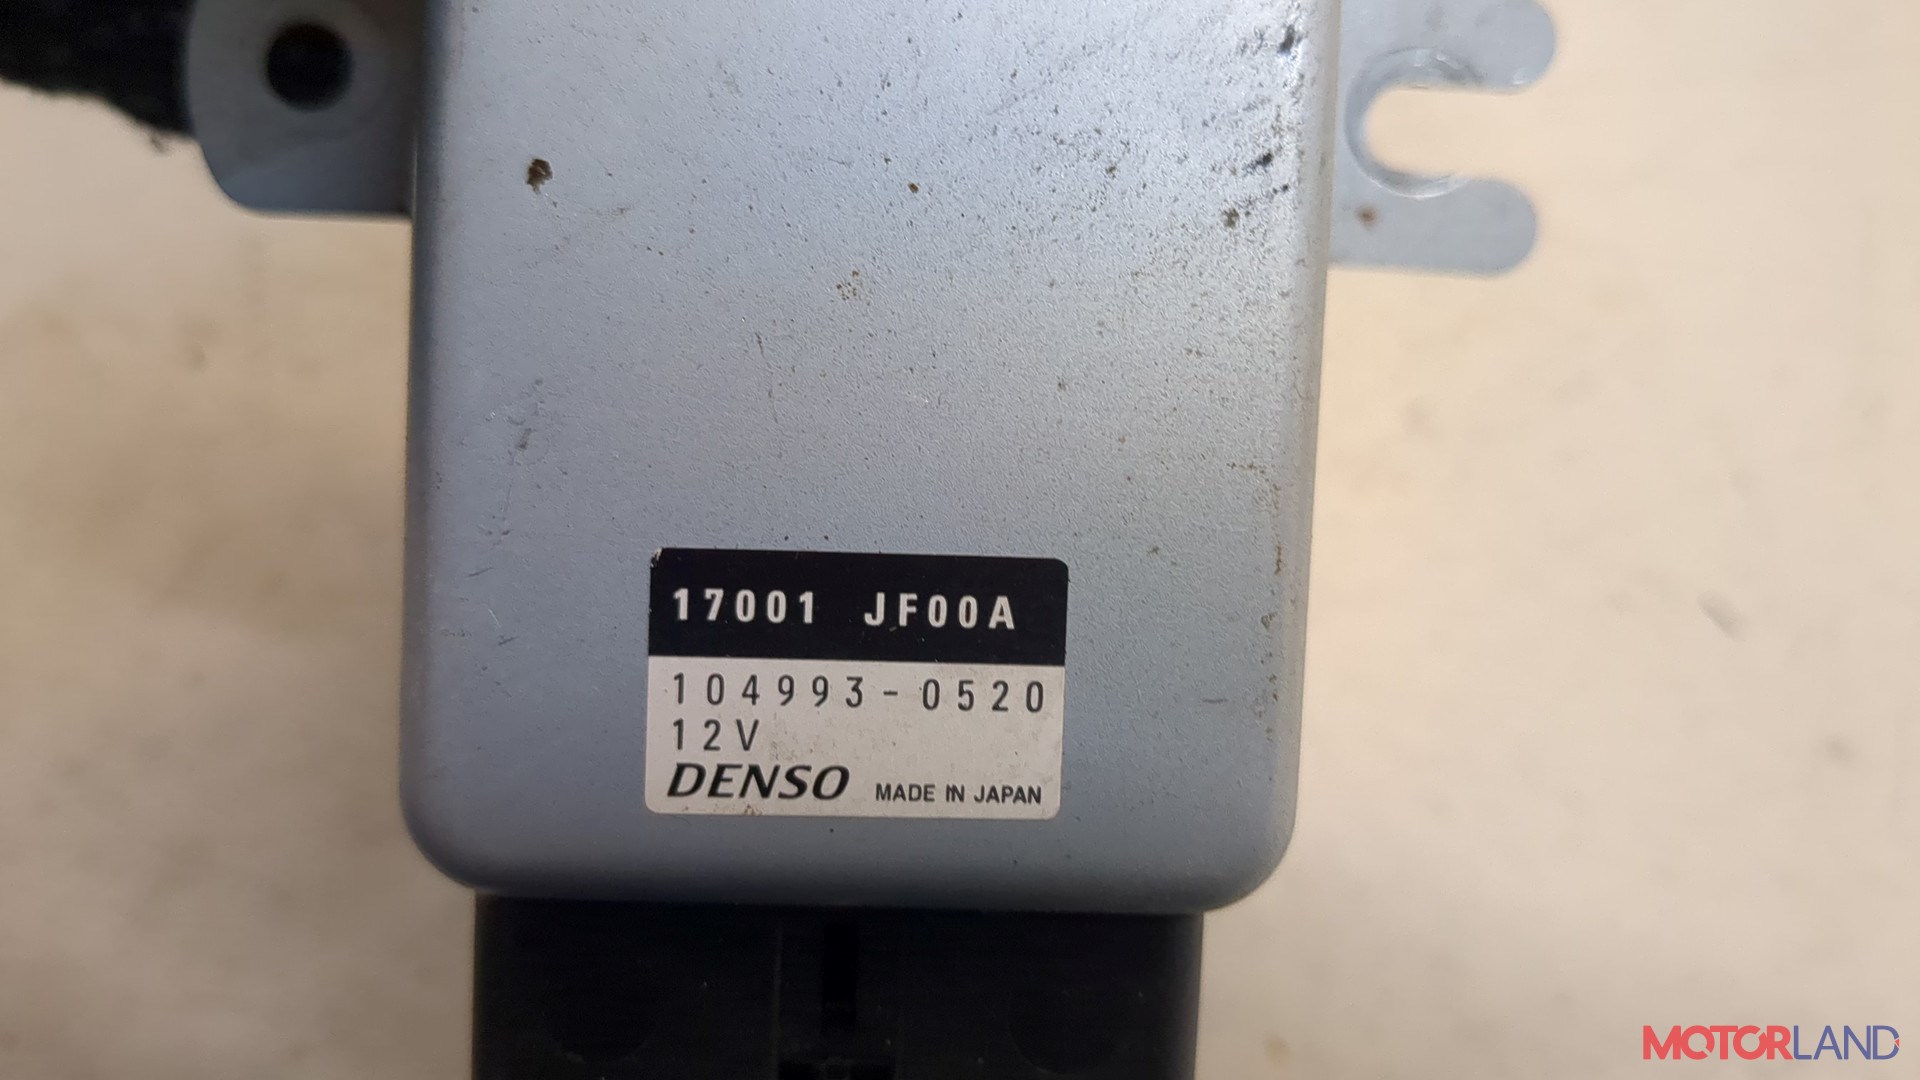 17001 JF00A
104993-0520
12V
DENSO MADE IN JAPAN
MOTORLAND